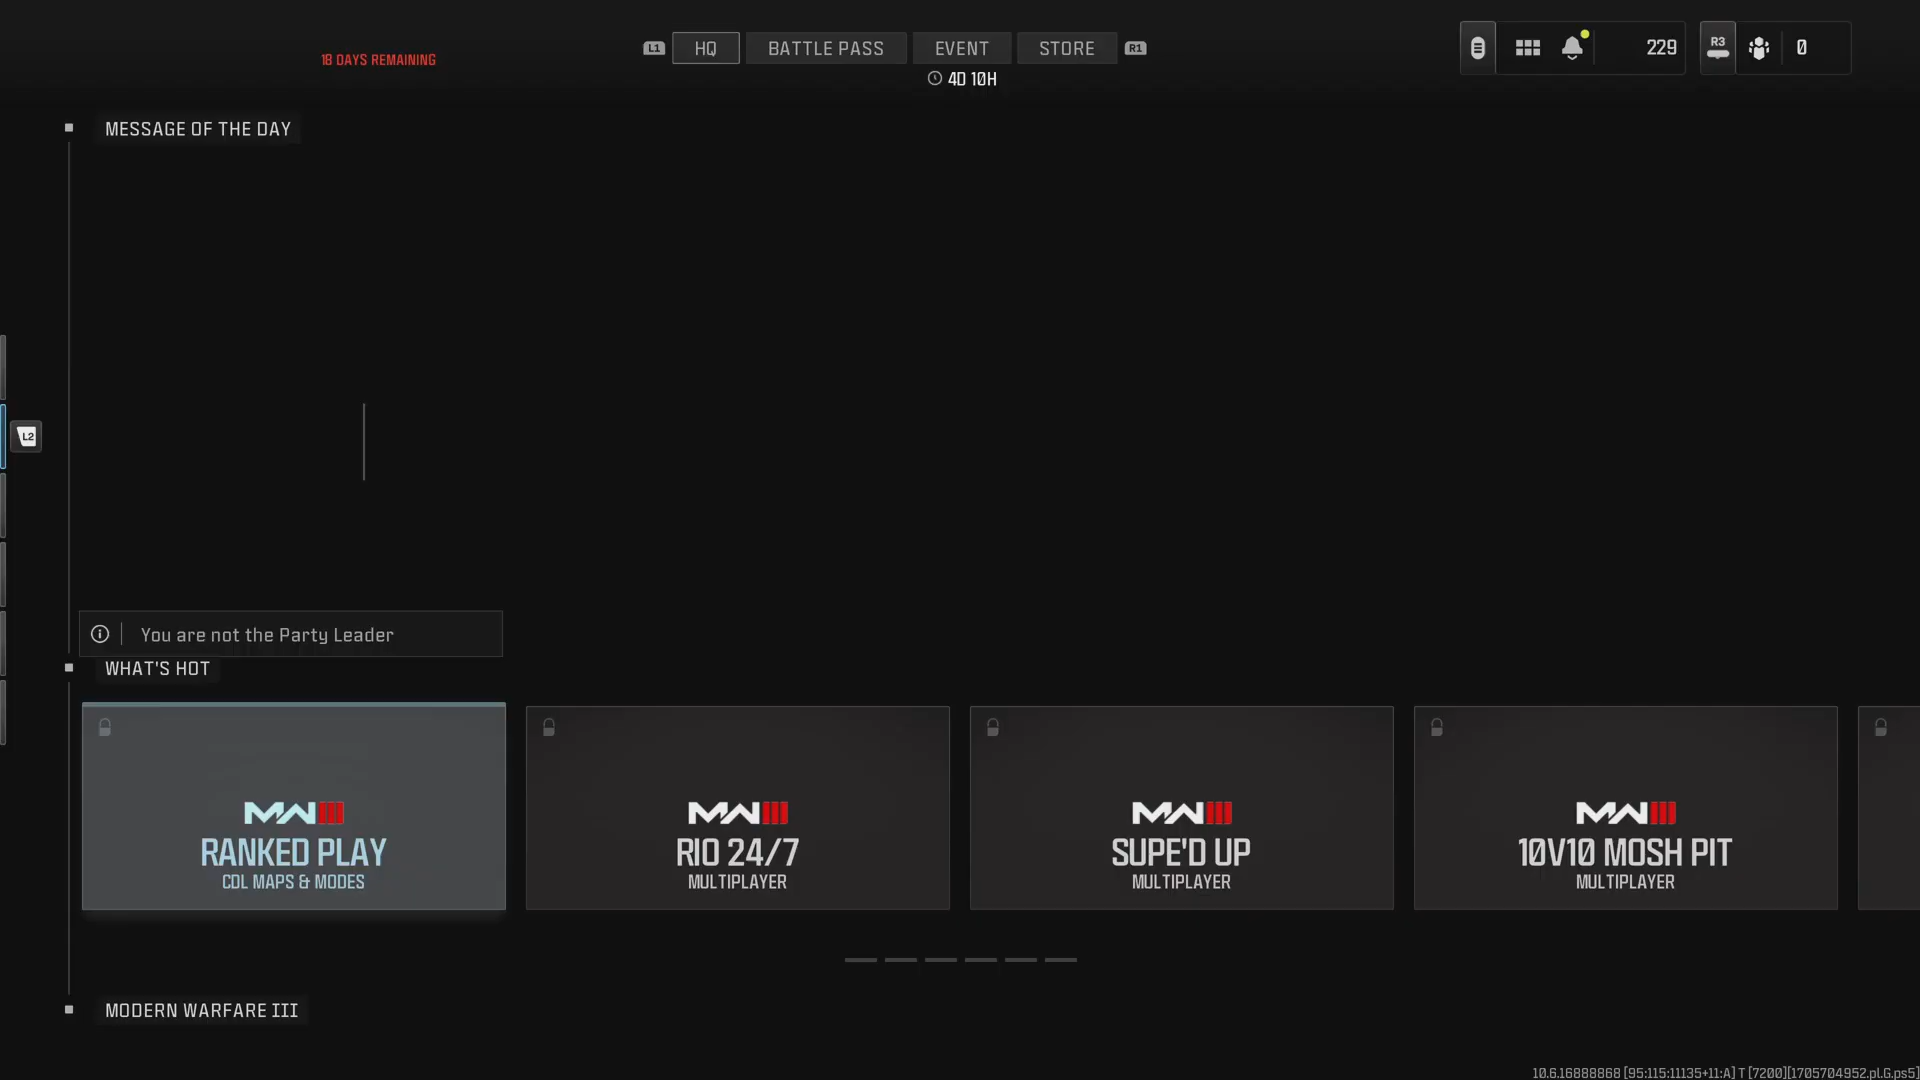 18 DAYS REMAINING
L1 HQ BATTLE PASS EVENT STORE R1
4D 10H
229 R3 0
MESSAGE OF THE DAY
L2
You are not the Party Leader
WHAT'S HOT
MWIII
RANKED PLAY
CDL MAPS & MODES
MWIII
RIO 24/7
MULTIPLAYER
MWIII
SUPE'D UP
MULTIPLAYER
MWIII
10V10 MOSH PIT
MULTIPLAYER
MODERN WARFARE III
10.6.16888868 [95:115:11135+11:A] T [7200][1705704952.pl.G.ps5]